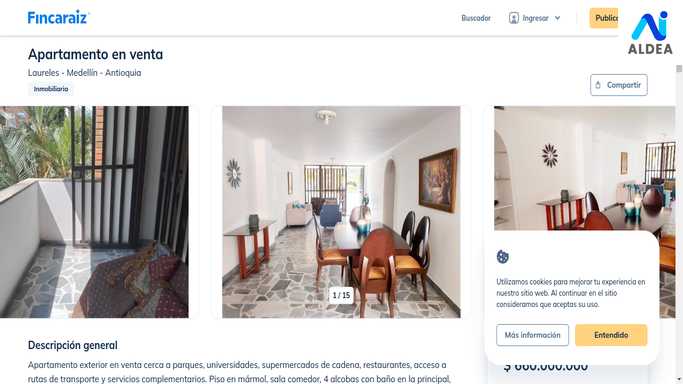 Fincaraiz
Buscador
Ingresar
Public
ALDEA
Apartamento en venta
Laureles - Medellín - Antioquia
Inmobiliario
Compartir
1 / 15
Utilizamos cookies para mejorar tu experiencia en
nuestro sitio web. Al continuar en el sitio
consideramos que aceptas su uso.
Más información
Entendido
Descripción general
$ 660.000.000
Apartamento exterior en venta cerca a parques, universidades, supermercados de cadena, restaurantes, acceso a
rutas de transporte y servicios complementarios. Piso en mármol, sala comedor, 4 alcobas con baño en la principal,